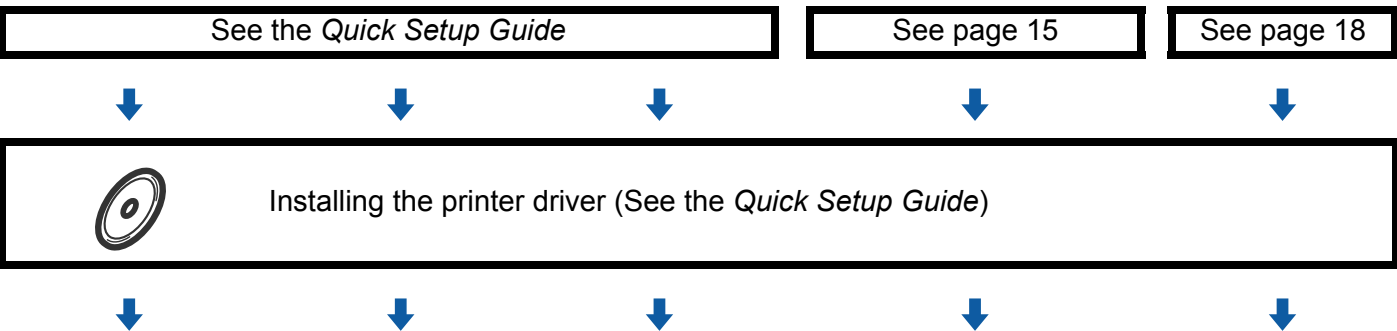 See the Quick Setup Guide
See page 15
See page 18
Installing the printer driver (See the Quick Setup Guide)